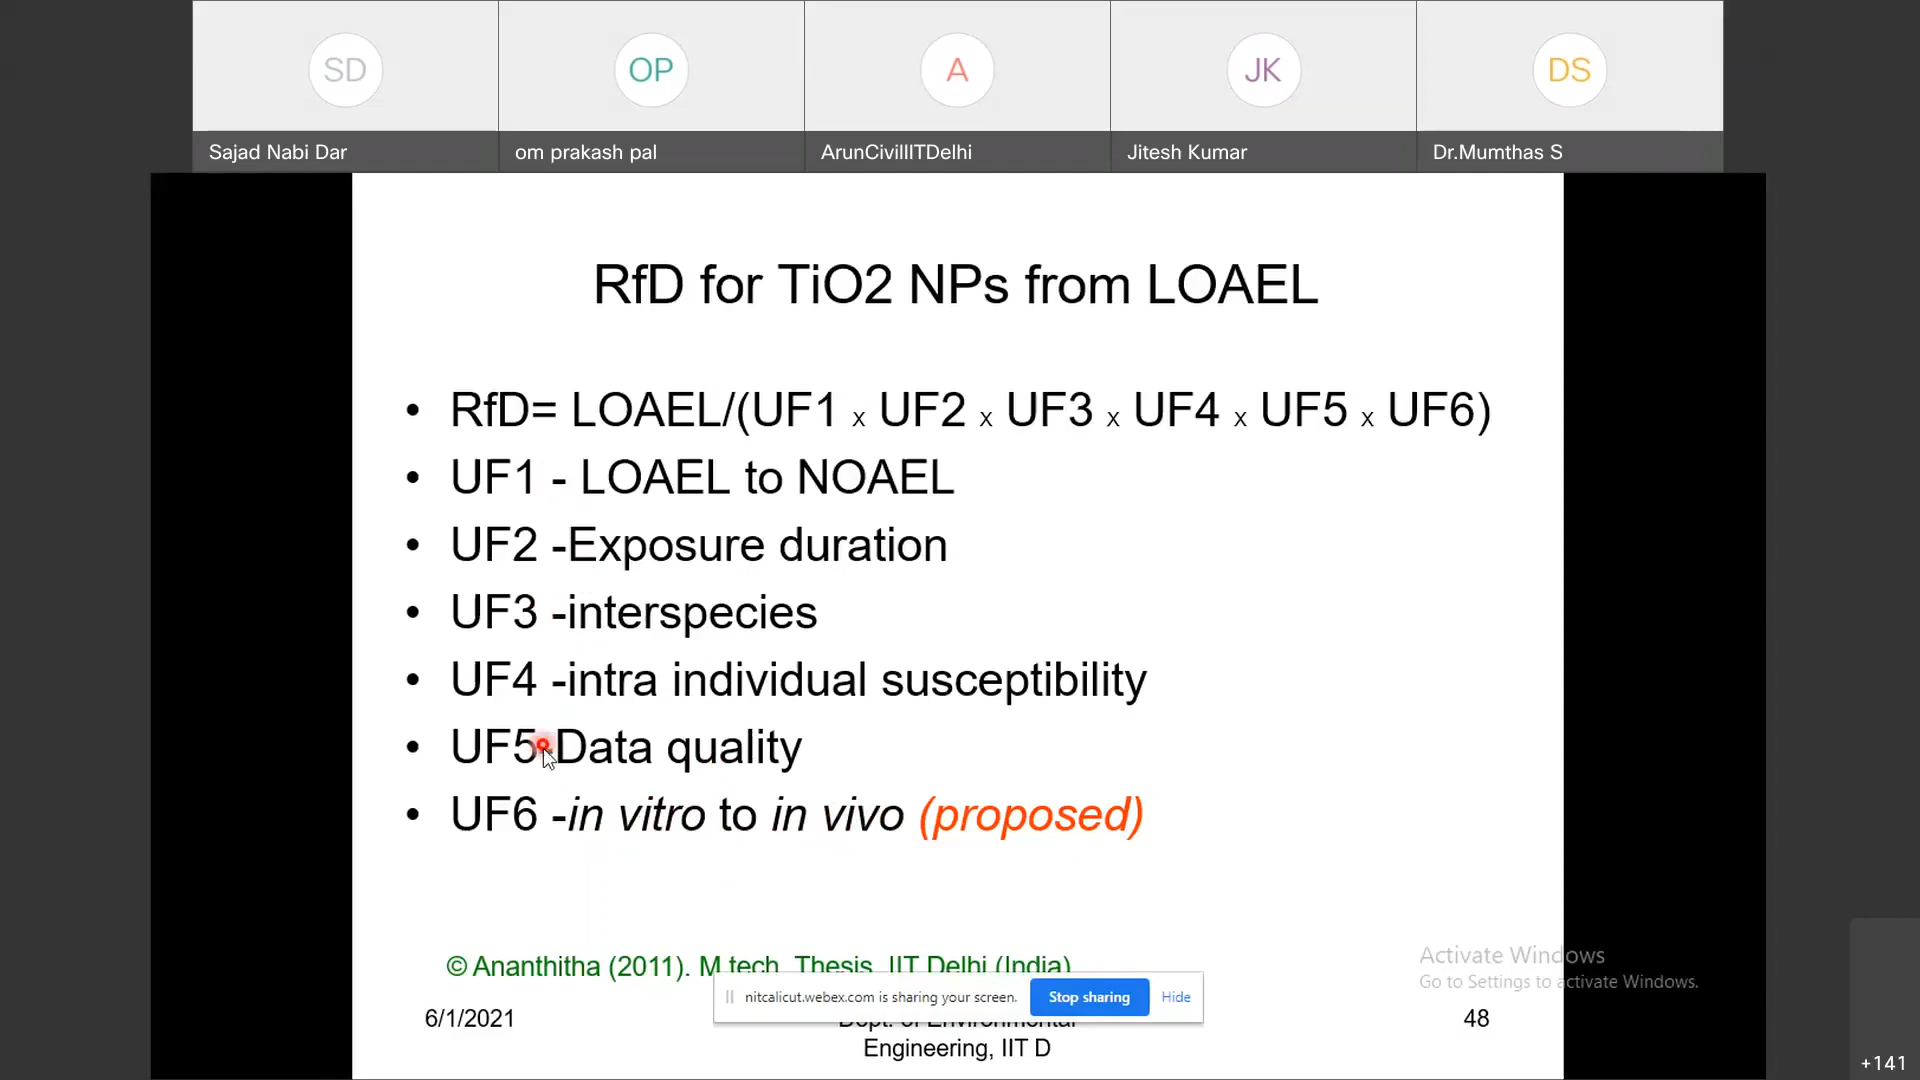 SD
OP
A
JK
DS
Sajad Nabi Dar
om prakash pal
ArunCivilIITDelhi
Jitesh Kumar
Dr.Mumthas S
RfD for TiO2 NPs from LOAEL
• RfD= LOAEL/(UF1 x UF2 x UF3 x UF4 x UF5 x UF6)
• UF1 - LOAEL to NOAEL
• UF2 -Exposure duration
• UF3 -interspecies
• UF4 -intra individual susceptibility
• UF5-Data quality
• UF6 -in vitro to in vivo (proposed)
© Ananthitha (2011). M.tech. Thesis. IIT Delhi (India)
Activate Windows
Go to Settings to activate Windows.
nitcalicut.webex.com is sharing your screen.
Stop sharing
Hide
6/1/2021
Dept. of Environmental
Engineering, IIT D
48
+141